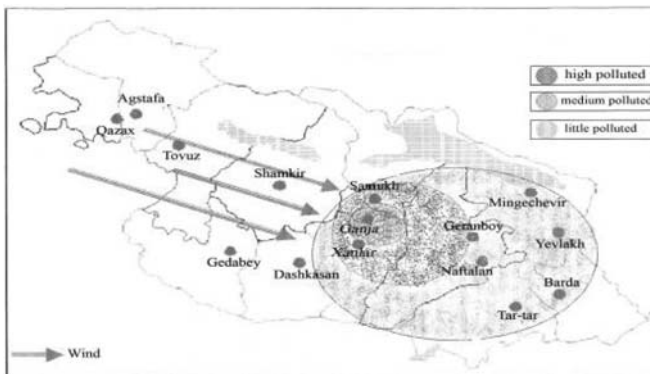 high polluted
medium polluted
little polluted
Agstafa
Qazax
Tovuz
Shamkir
Samukh
Mingechevir
Ganja
Geranboy
Yevlakh
Xanlar
Gedabey
Dashkasan
Naftalan
Barda
Tar-tar
Wind